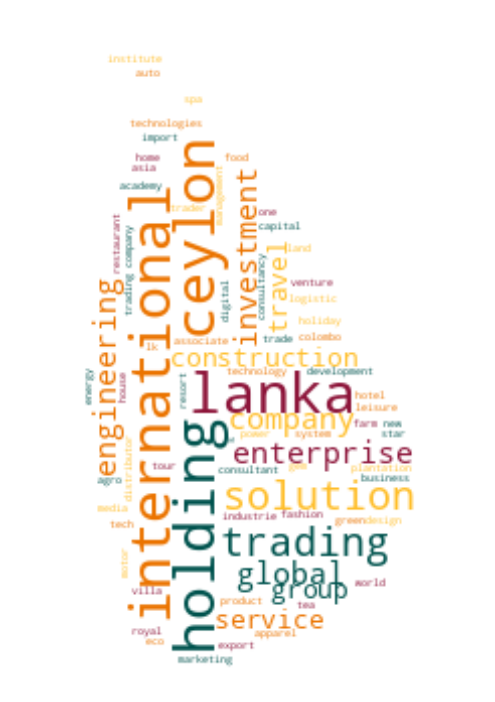 institute
auto
spa
technologies
import
home
food
asia
ceylon
academy
management
investment
international
trader
one
restaurant
trading company
capital
consultancy
travel
land
engineering
digital
venture
logistic
holiday
lk
associate
trade
colombo
construction
energy
house
resort
technology
development
lanka
hotel
leisure
holding
company
farm
new
power
system
star
distributor
tour
enterprise
consultant
gem
plantation
agro
business
solution
media
tech
industrie
fashion
green
design
trading
motor
global
villa
group
world
product
tea
service
royal
eco
apparel
export
marketing